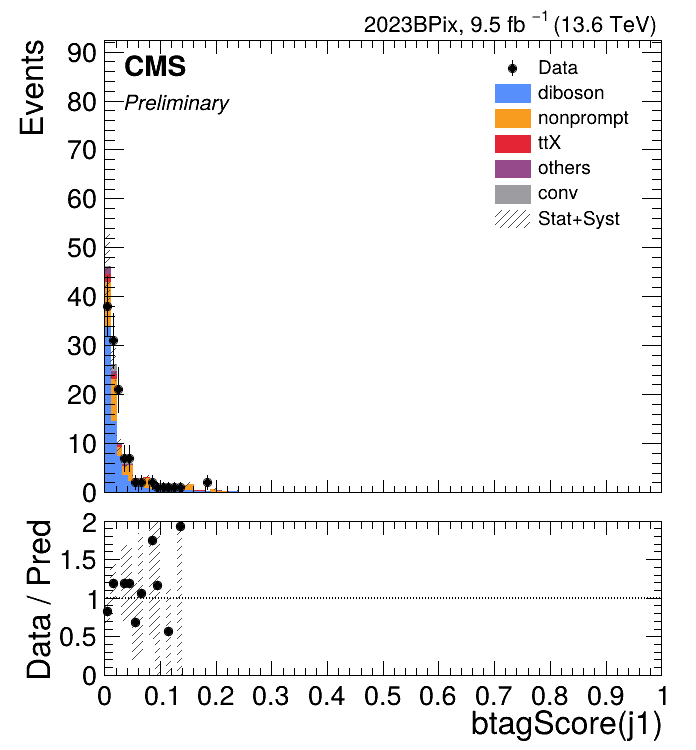 2023BPix, 9.5 fb⁻¹ (13.6 TeV)
CMS
Preliminary
Events
90
80
70
60
50
40
30
20
10
0
Data
diboson
nonprompt
ttX
others
conv
Stat+Syst
Data / Pred
2
1.5
1
0.5
0
0 0.1 0.2 0.3 0.4 0.5 0.6 0.7 0.8 0.9 1
btagScore(j1)